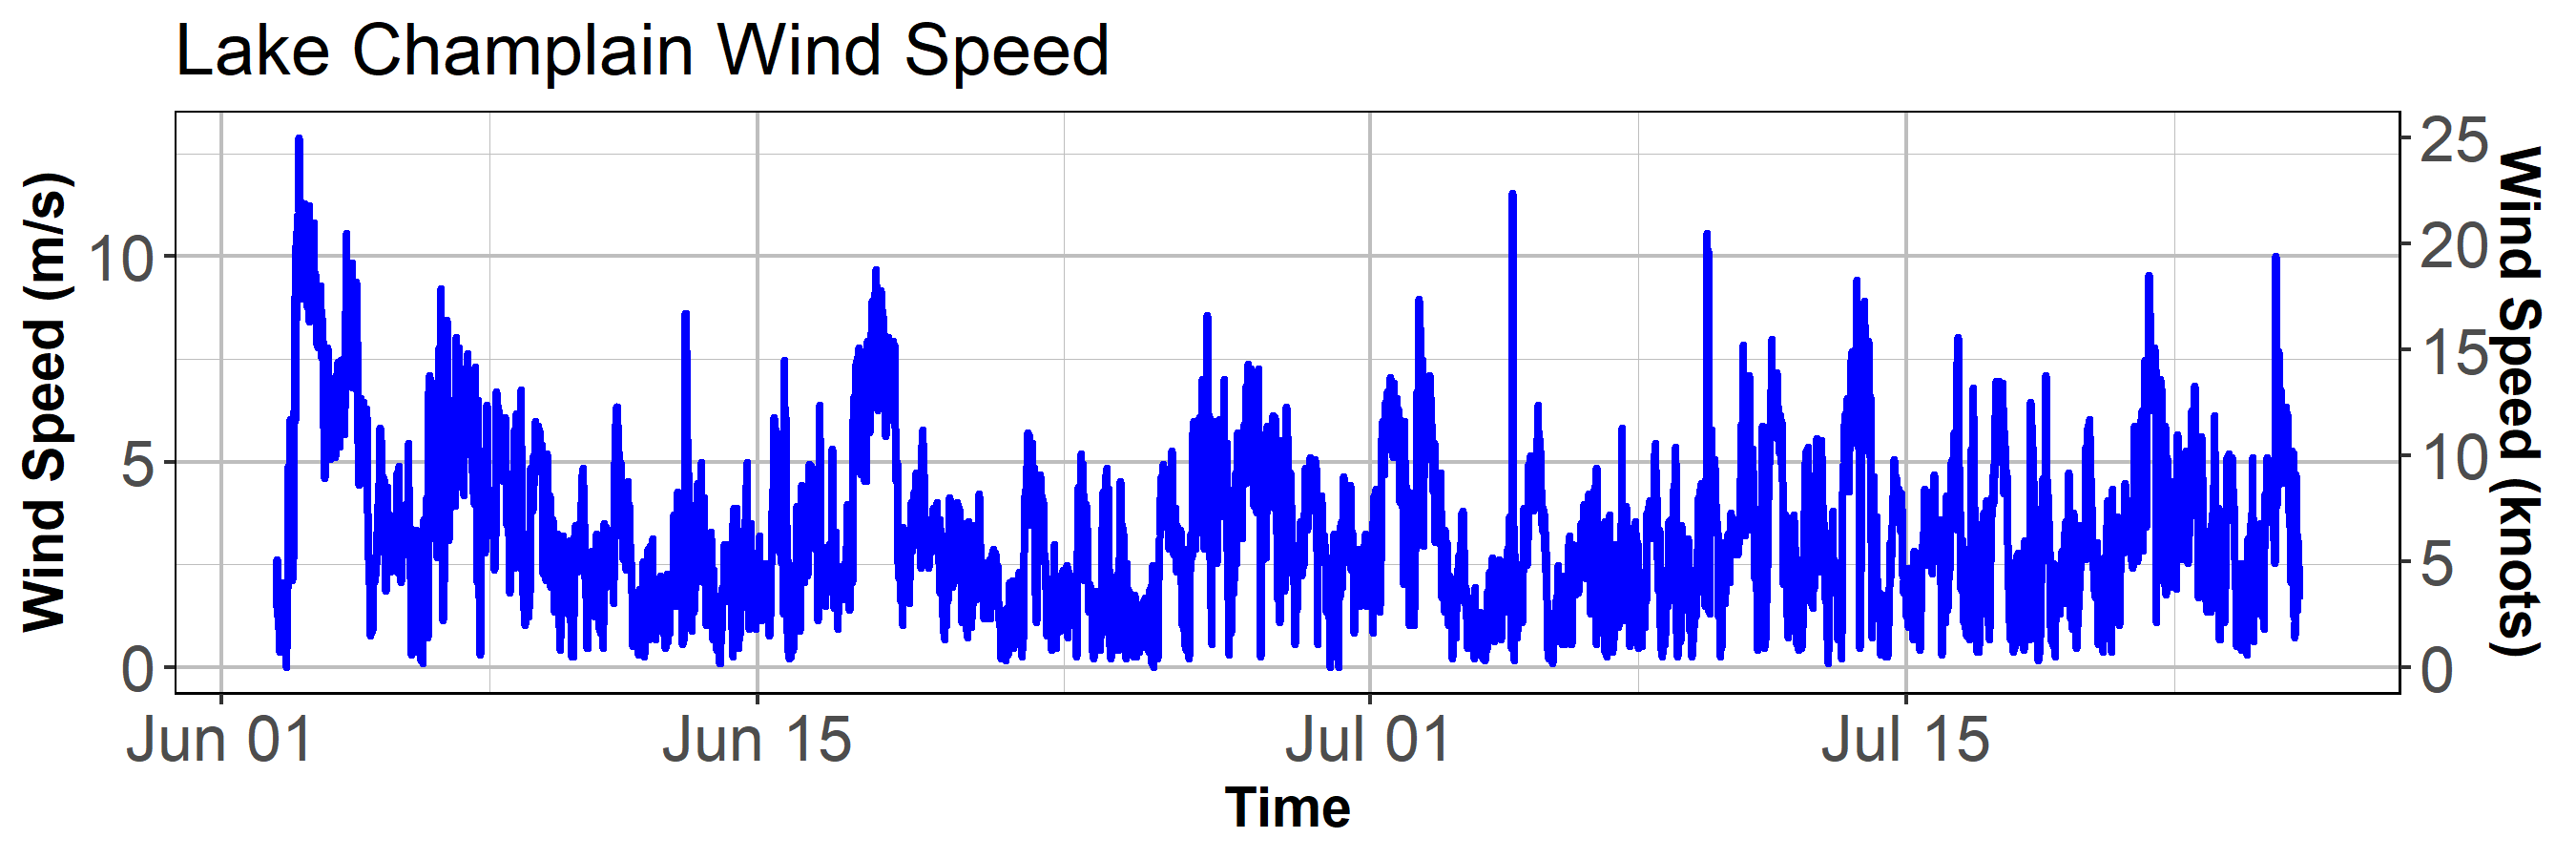 Lake Champlain Wind Speed
Wind Speed (m/s)
10
5
0
25
20
15
10
5
0
Wind Speed (knots)
Jun 01
Jun 15
Jul 01
Jul 15
Time